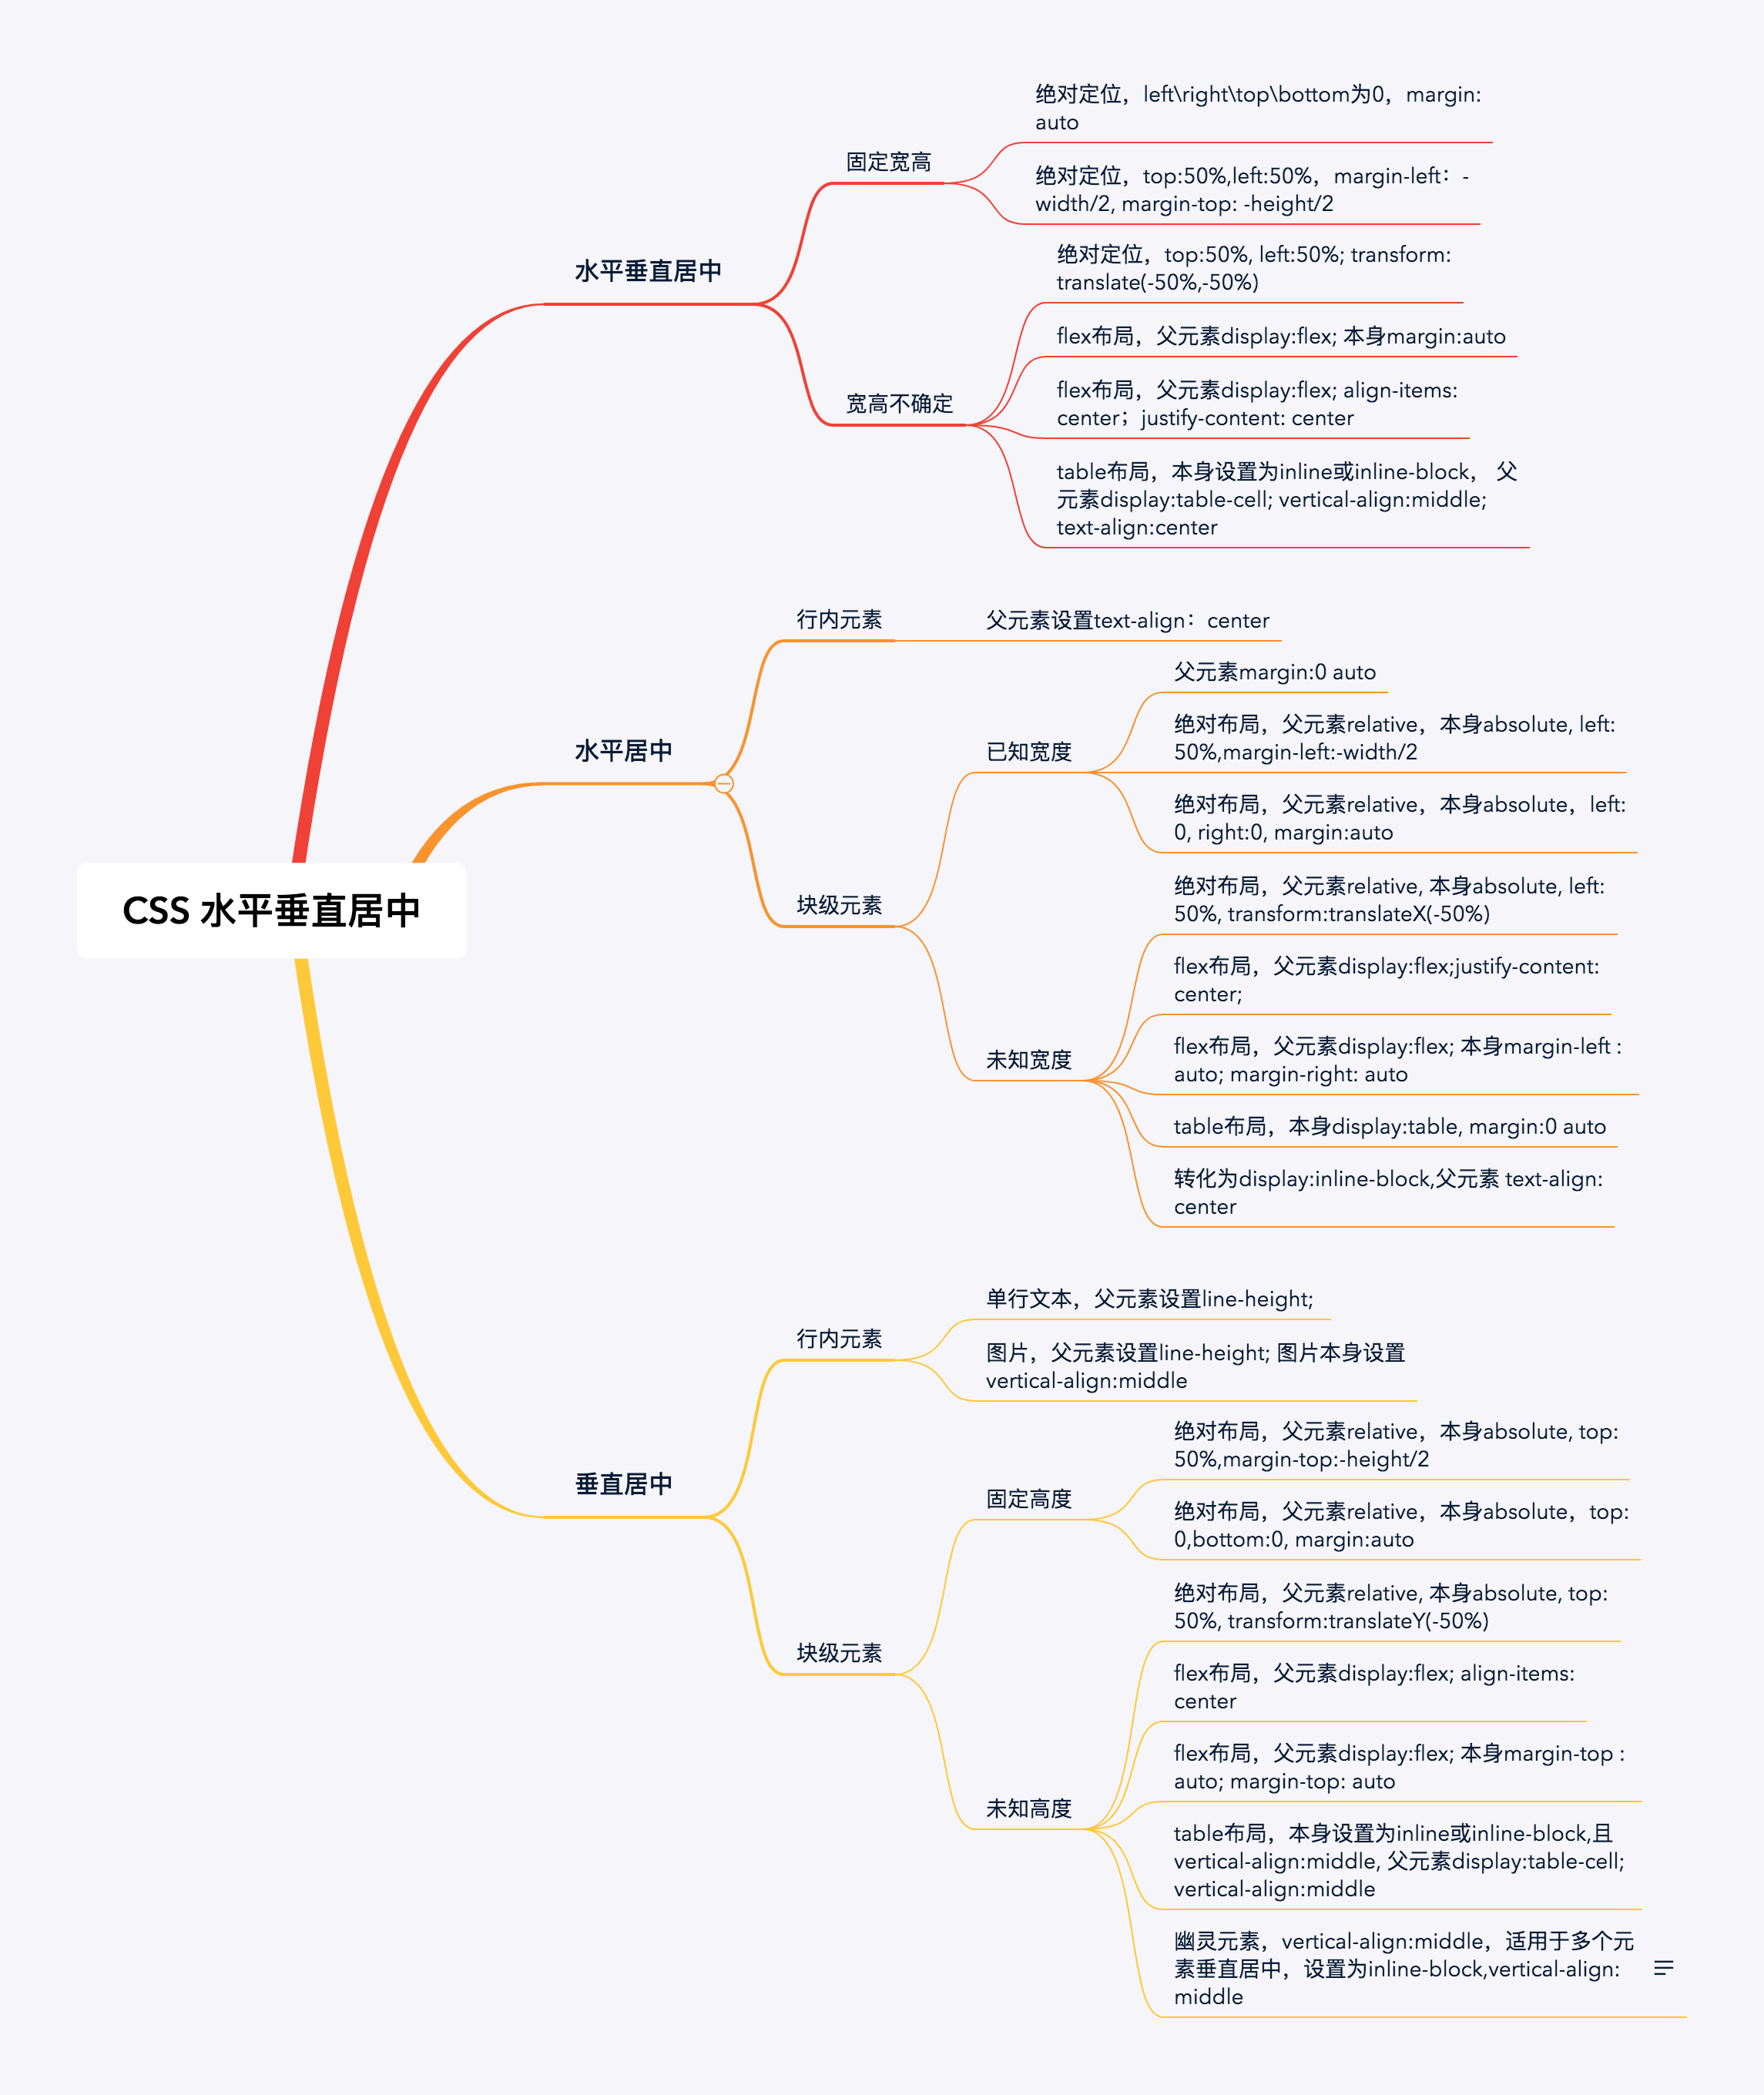 CSS 水平垂直居中
水平垂直居中
固定宽高
绝对定位，left\right\top\bottom为0，margin:
auto
绝对定位，top:50%,left:50%，margin-left：-
width/2, margin-top: -height/2
宽高不确定
绝对定位，top:50%, left:50%; transform:
translate(-50%,-50%)
flex布局，父元素display:flex; 本身margin:auto
flex布局，父元素display:flex; align-items:
center；justify-content: center
table布局，本身设置为inline或inline-block， 父
元素display:table-cell; vertical-align:middle;
text-align:center
水平居中
行内元素
父元素设置text-align：center
块级元素
已知宽度
父元素margin:0 auto
绝对布局，父元素relative，本身absolute, left:
50%,margin-left:-width/2
绝对布局，父元素relative，本身absolute，left:
0, right:0, margin:auto
未知宽度
绝对布局，父元素relative, 本身absolute, left:
50%, transform:translateX(-50%)
flex布局，父元素display:flex;justify-content:
center;
flex布局，父元素display:flex; 本身margin-left :
auto; margin-right: auto
table布局，本身display:table, margin:0 auto
转化为display:inline-block,父元素 text-align:
center
垂直居中
行内元素
单行文本，父元素设置line-height;
图片，父元素设置line-height; 图片本身设置
vertical-align:middle
块级元素
固定高度
绝对布局，父元素relative，本身absolute, top:
50%,margin-top:-height/2
绝对布局，父元素relative，本身absolute，top:
0,bottom:0, margin:auto
未知高度
绝对布局，父元素relative, 本身absolute, top:
50%, transform:translateY(-50%)
flex布局，父元素display:flex; align-items:
center
flex布局，父元素display:flex; 本身margin-top :
auto; margin-top: auto
table布局，本身设置为inline或inline-block,且
vertical-align:middle, 父元素display:table-cell;
vertical-align:middle
幽灵元素，vertical-align:middle，适用于多个元
素垂直居中，设置为inline-block,vertical-align:
middle